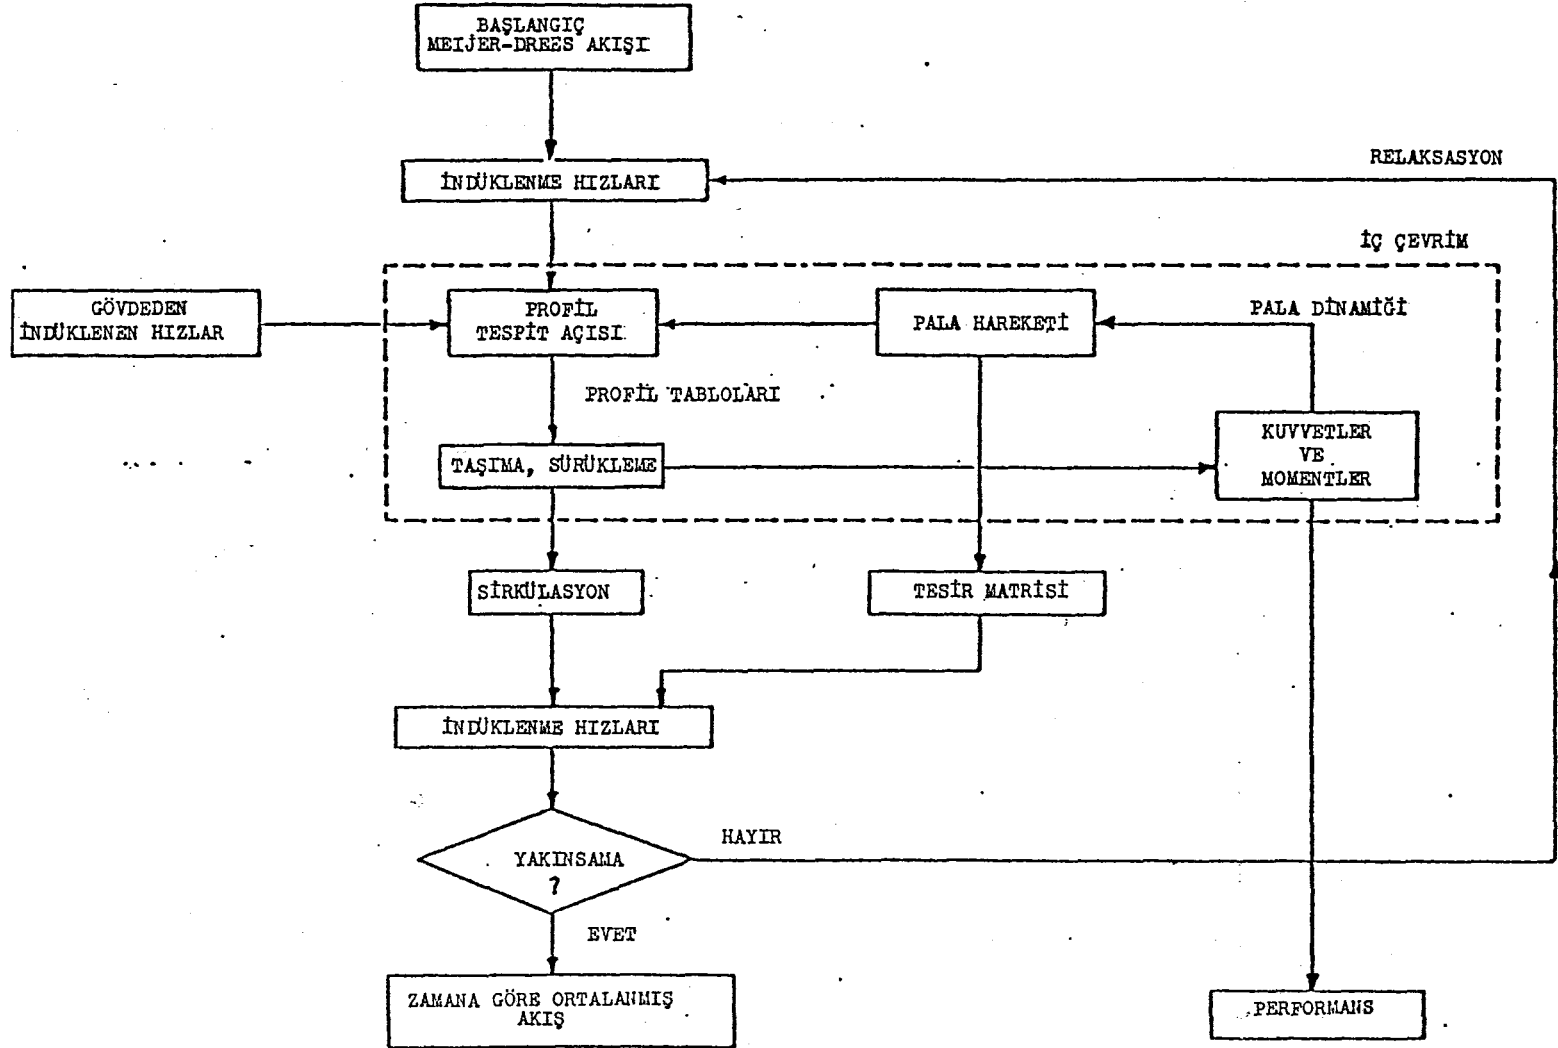 BAŞLANGIÇ
MEIJER-DREES AKIŞI
İNDÜKLENME HIZLARI
RELAKSASYON
İÇ ÇEVRİM
GÖVDEDEN
İNDÜKLENEN HIZLAR
PROFİL
TESPİT AÇISI
PALA HAREKETİ
PALA DİNAMİĞİ
PROFİL TABLOLARI
TAŞIMA, SÜRÜKLEME
KUVVETLER
VE
MOMENTLER
SİRKÜLASYON
TESİR MATRİSİ
İNDÜKLENME HIZLARI
YAKINSAMA
?
HAYIR
EVET
ZAMANA GÖRE ORTALANMIŞ
AKIŞ
PERFORMANS